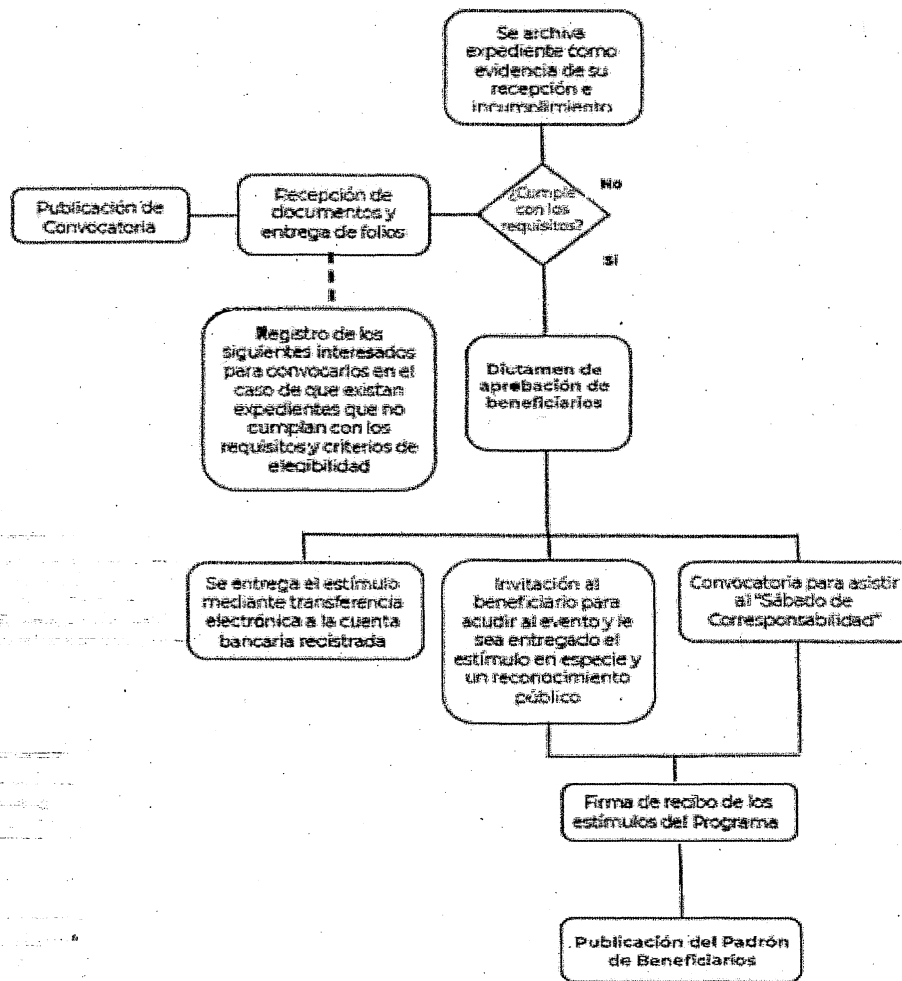 Se archiva
expediente como
evidencia de su
recepción e
incumplimiento
No
¿Cumple
con los
requisitos?
Recepción de
documentos y
entrega de folios
Publicación de
Convocatoria
Sí
Registro de los
siguientes interesados
para convocarlos en el
caso de que existan
expedientes que no
cumplan con los
requisitos y criterios de
elegibilidad
Dictamen de
aprobación de
beneficiarios
Se entrega el estímulo
mediante transferencia
electrónica a la cuenta
bancaria registrada
Invitación al
beneficiario para
acudir al evento y le
sea entregado el
estímulo en especie y
un reconocimiento
público
Convocatoria para asistir
al "Sábado de
Corresponsabilidad"
Firma de recibo de los
estímulos del Programa
Publicación del Padrón
de Beneficiarios